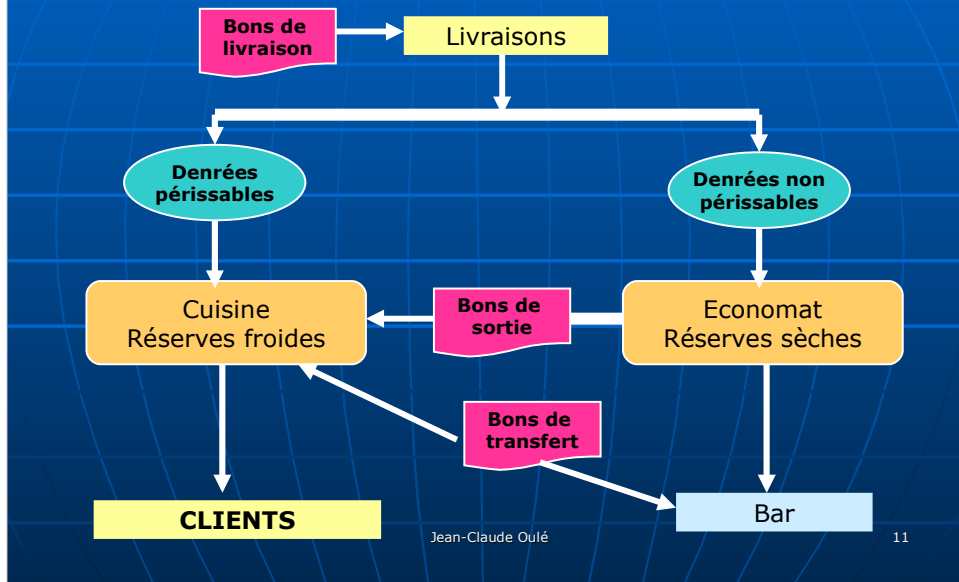 Bons de
livraison
Livraisons
Denrées
périssables
Denrées non
périssables
Cuisine
Réserves froides
Bons de
sortie
Economat
Réserves sèches
Bons de
transfert
CLIENTS
Bar
Jean-Claude Oulé
11